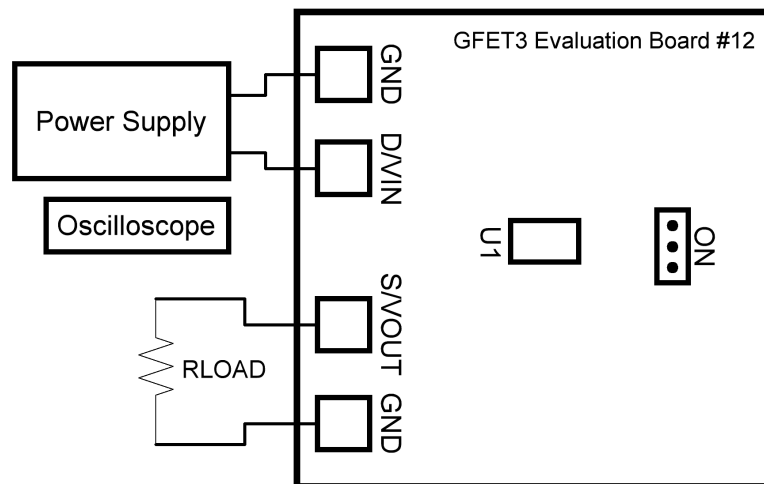 GFET3 Evaluation Board #12
GND
Power Supply
D/VIN
Oscilloscope
U1
ON
S/VOUT
RLOAD
GND